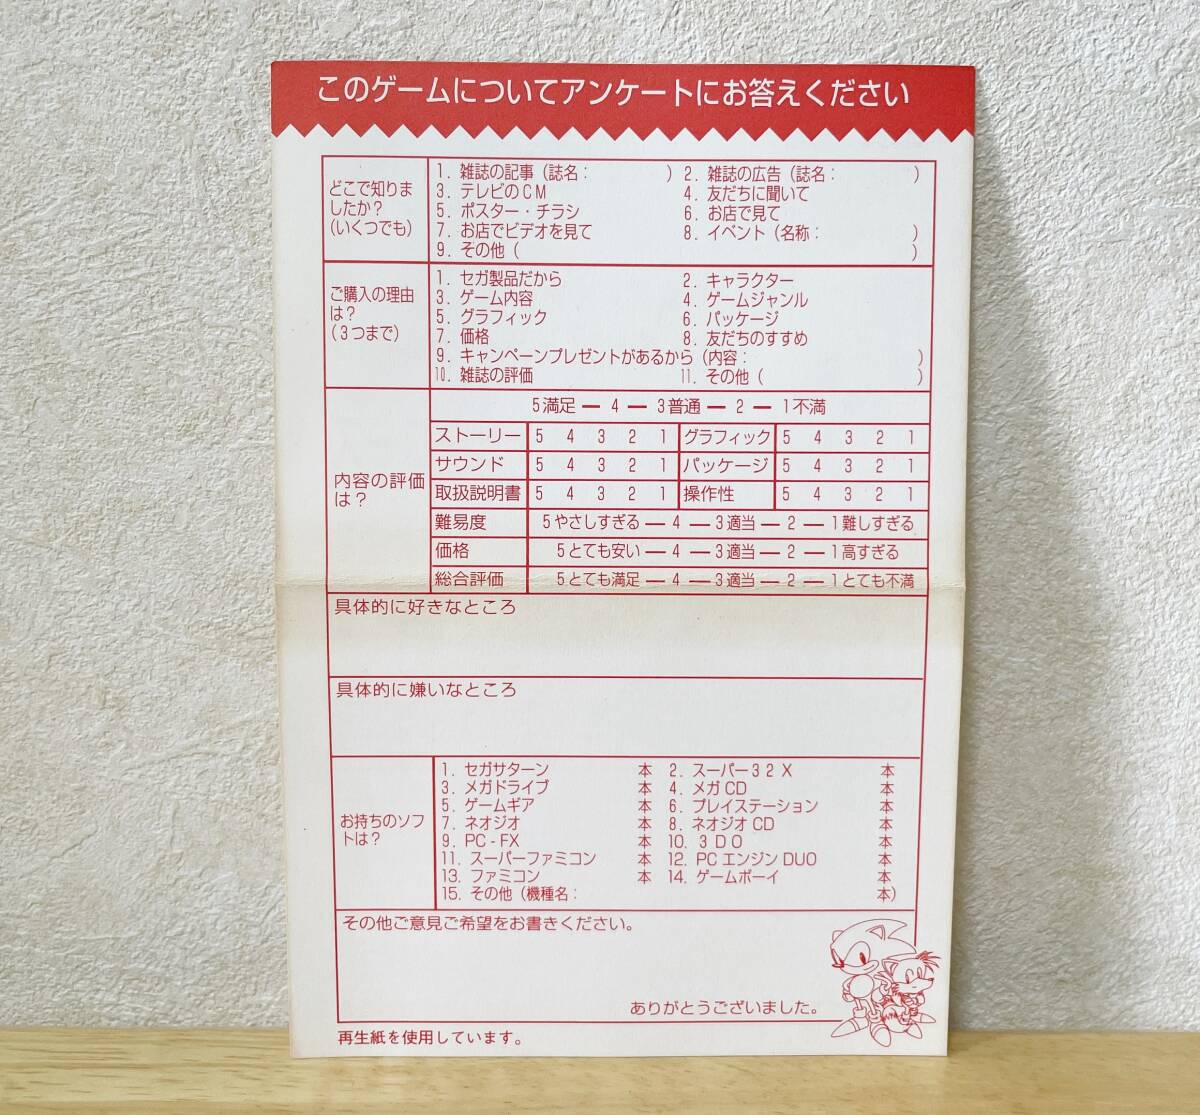 このゲームについてアンケートにお答えください
どこで知りま
したか?
(いくつでも)
1. 雑誌の記事(誌名: ) 2. 雑誌の広告(誌名: )
3. テレビのCM 4. 友だちに聞いて
5. ポスター・チラシ 6. お店で見て
7. お店でビデオを見て 8. イベント(名称: )
9. その他( )
ご購入の理由
は?
(3つまで)
1. セガ製品だから 2. キャラクター
3. ゲーム内容 4. ゲームジャンル
5. グラフィック 6. パッケージ
7. 価格 8. 友だちのすすめ
9. キャンペーンプレゼントがあるから(内容: )
10. 雑誌の評価 11. その他( )
内容の評価
は?
5満足ー4ー3普通ー2ー1不満
ストーリー 5 4 3 2 1 グラフィック 5 4 3 2 1
サウンド 5 4 3 2 1 パッケージ 5 4 3 2 1
取扱説明書 5 4 3 2 1 操作性 5 4 3 2 1
難易度 5やさしすぎるー4ー3適当ー2ー1難しすぎる
価格 5とても安いー4ー3適当ー2ー1高すぎる
総合評価 5とても満足ー4ー3適当ー2ー1とても不満
具体的に好きなところ
具体的に嫌いなところ
お持ちのソフ
トは?
1. セガサターン 本 2. スーパー32X 本
3. メガドライブ 本 4. メガCD 本
5. ゲームギア 本 6. プレイステーション 本
7. ネオジオ 本 8. ネオジオCD 本
9. PC-FX 本 10. 3DO 本
11. スーパーファミコン 本 12. PCエンジンDUO 本
13. ファミコン 本 14. ゲームボーイ 本
15. その他(機種名: 本)
その他ご意見ご希望をお書きください。
ありがとうございました。
再生紙を使用しています。